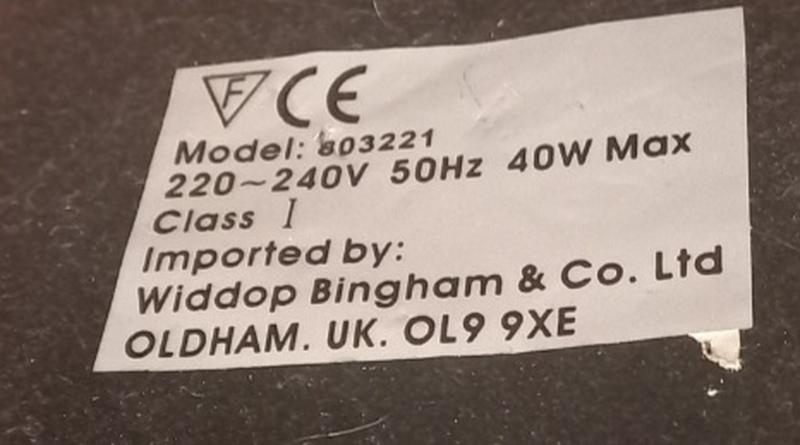 F CE
Model: 803221
220~240V 50Hz 40W Max
Class I
Imported by:
Widdop Bingham & Co. Ltd
OLDHAM. UK. OL9 9XE